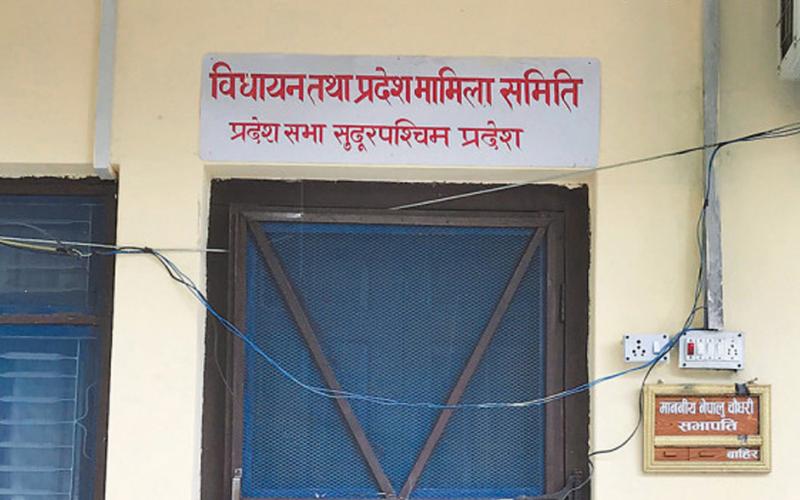 विधायन तथा प्रदेश मामिला समिति
प्रदेश सभा सुदूरपश्चिम प्रदेश
माननीय नेपालु चौधरी
सभापति
बाहिर